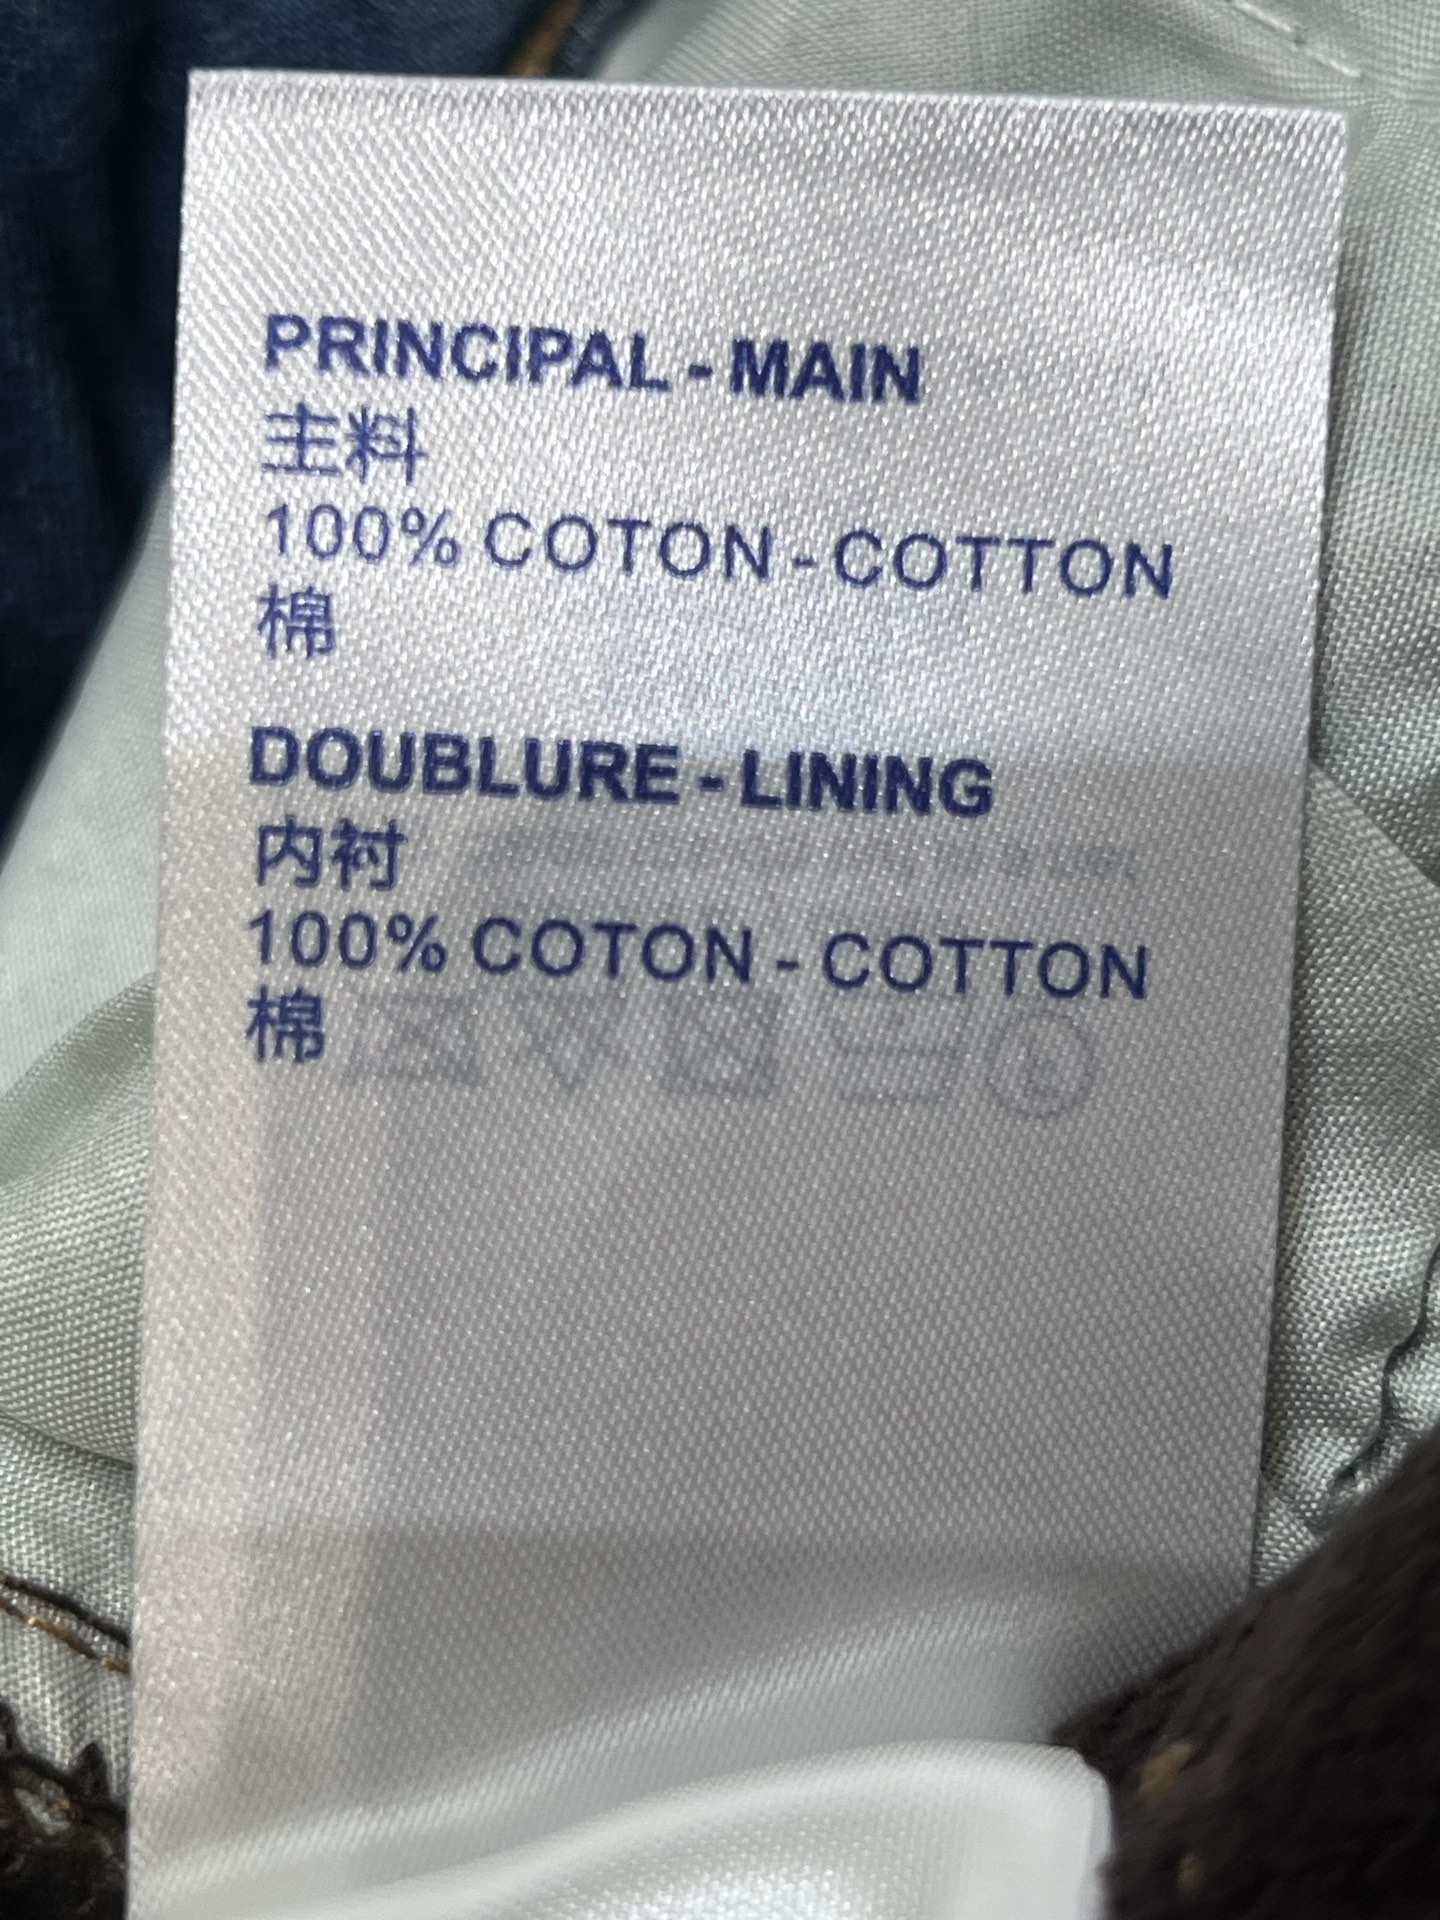 PRINCIPAL - MAIN
主料
100% COTON - COTTON
棉
DOUBLURE - LINING
内衬
100% COTON - COTTON
棉